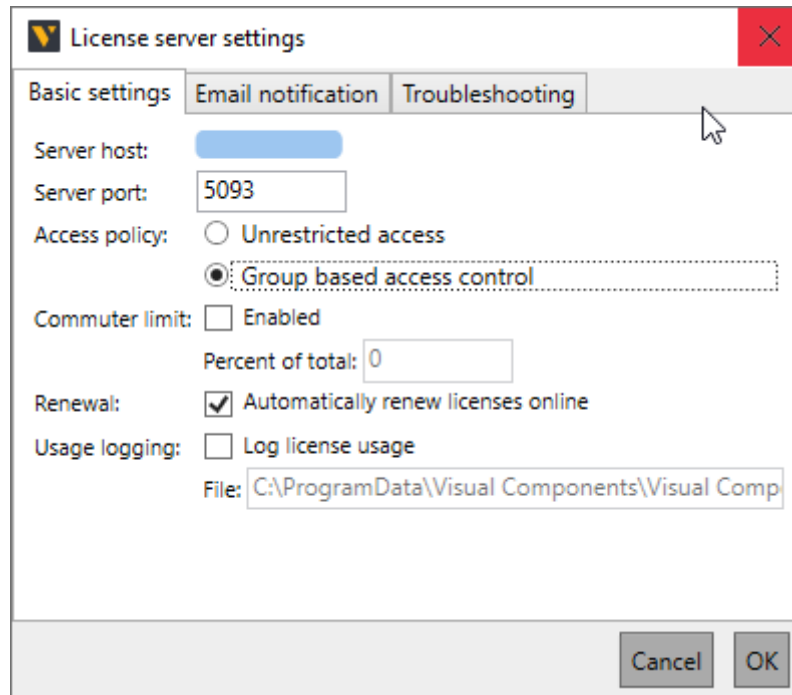 License server settings
Basic settings Email notification Troubleshooting
Server host:
Server port: 5093
Access policy: Unrestricted access
Group based access control
Commuter limit: Enabled
Percent of total: 0
Renewal: Automatically renew licenses online
Usage logging: Log license usage
File: C:\ProgramData\Visual Components\Visual Comp
Cancel OK